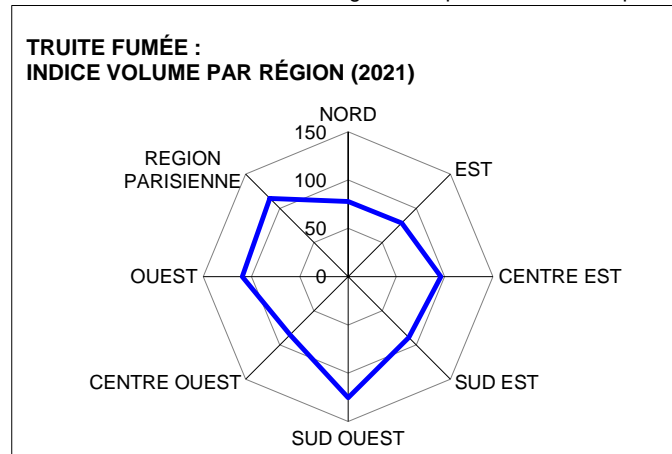 TRUITE FUMÉE :
INDICE VOLUME PAR RÉGION (2021)
NORD
150
REGION
PARISIENNE
EST
100
50
OUEST
0
CENTRE EST
CENTRE OUEST
SUD EST
SUD OUEST